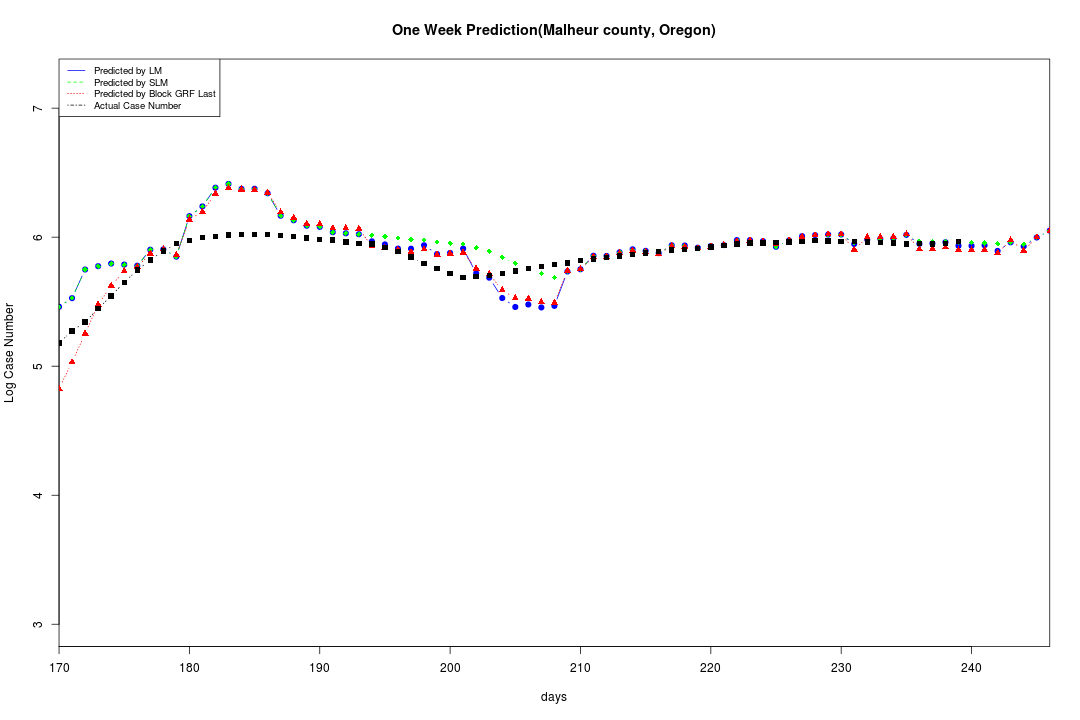 One Week Prediction(Malheur county, Oregon)
Predicted by LM
Predicted by SLM
Predicted by Block GRF Last
Actual Case Number
7
6
5
4
3
Log Case Number
170 180 190 200 210 220 230 240
days